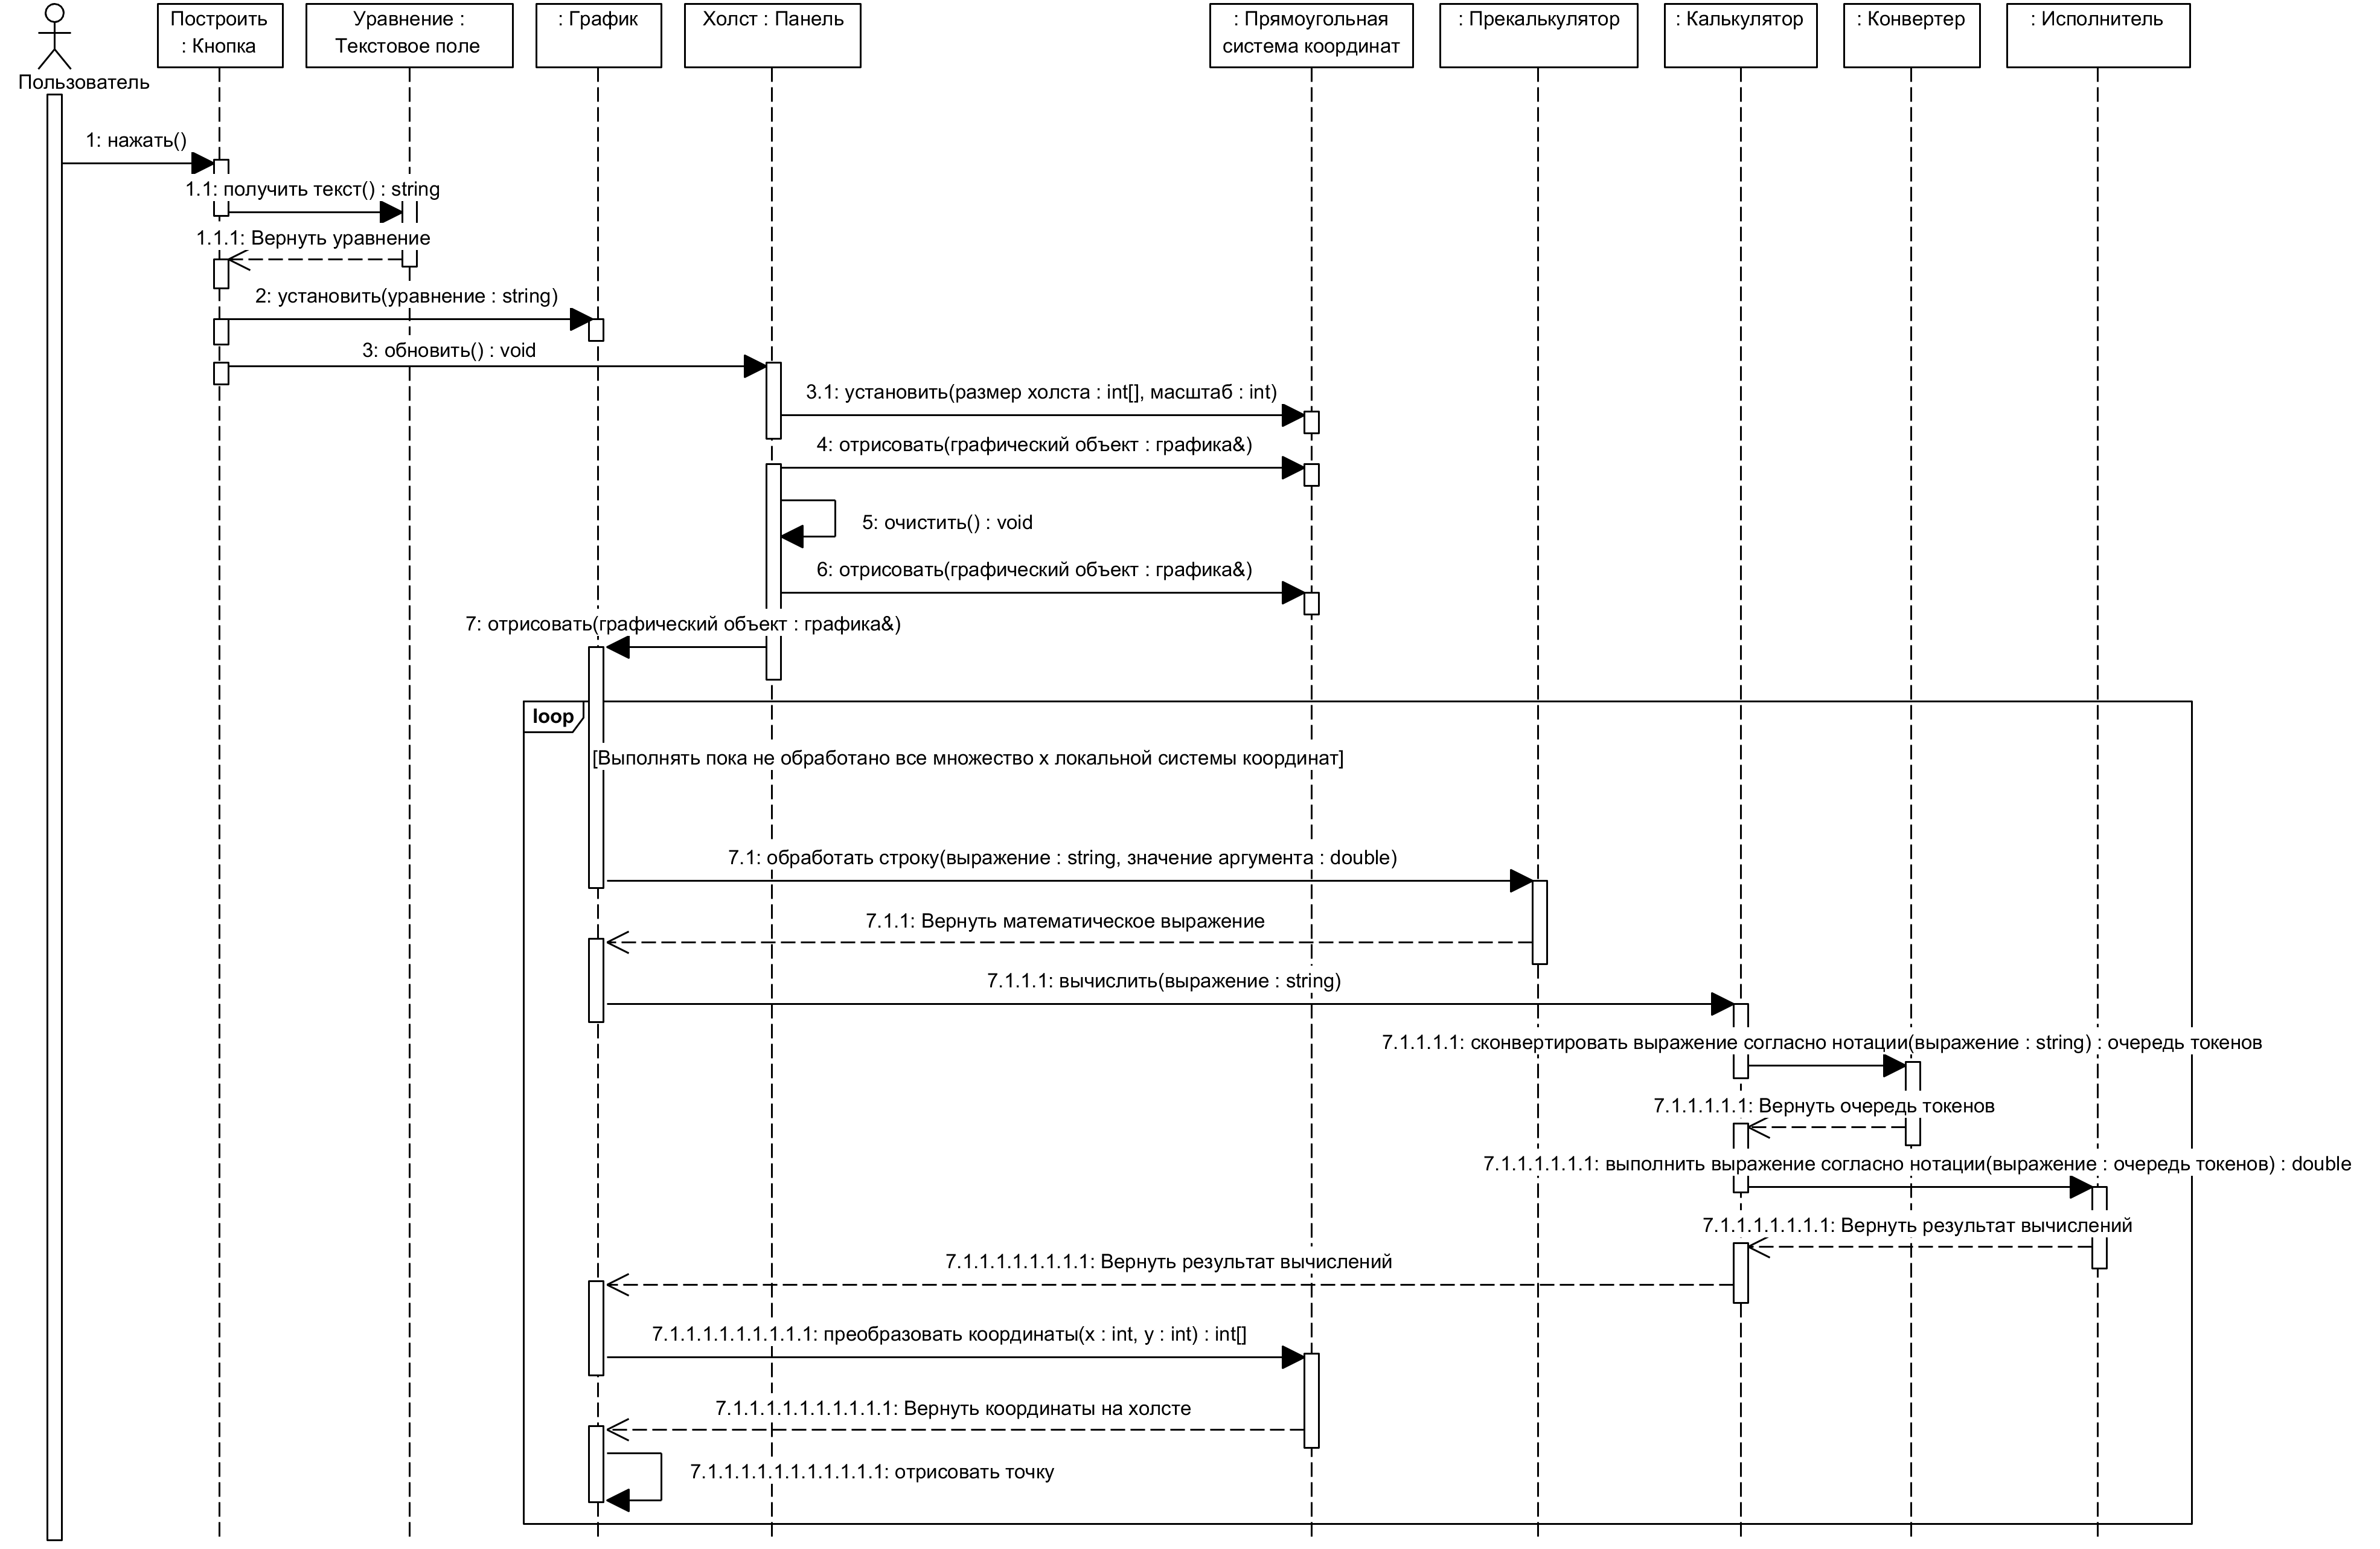 Пользователь
Построить
: Кнопка
Уравнение :
Текстовое поле
: График
Холст : Панель
: Прямоугольная
система координат
: Прекалькулятор
: Калькулятор
: Конвертер
: Исполнитель
1: нажать()
1.1: получить текст() : string
1.1.1: Вернуть уравнение
2: установить(уравнение : string)
3: обновить() : void
3.1: установить(размер холста : int[], масштаб : int)
4: отрисовать(графический объект : графика&)
5: очистить() : void
6: отрисовать(графический объект : графика&)
7: отрисовать(графический объект : графика&)
loop
[Выполнять пока не обработано все множество x локальной системы координат]
7.1: обработать строку(выражение : string, значение аргумента : double)
7.1.1: Вернуть математическое выражение
7.1.1.1: вычислить(выражение : string)
7.1.1.1.1: сконвертировать выражение согласно нотации(выражение : string) : очередь токенов
7.1.1.1.1.1: Вернуть очередь токенов
7.1.1.1.1.1.1: выполнить выражение согласно нотации(выражение : очередь токенов) : double
7.1.1.1.1.1.1.1: Вернуть результат вычислений
7.1.1.1.1.1.1.1.1: Вернуть результат вычислений
7.1.1.1.1.1.1.1.1.1: преобразовать координаты(x : int, y : int) : int[]
7.1.1.1.1.1.1.1.1.1.1: Вернуть координаты на холсте
7.1.1.1.1.1.1.1.1.1.1.1: отрисовать точку